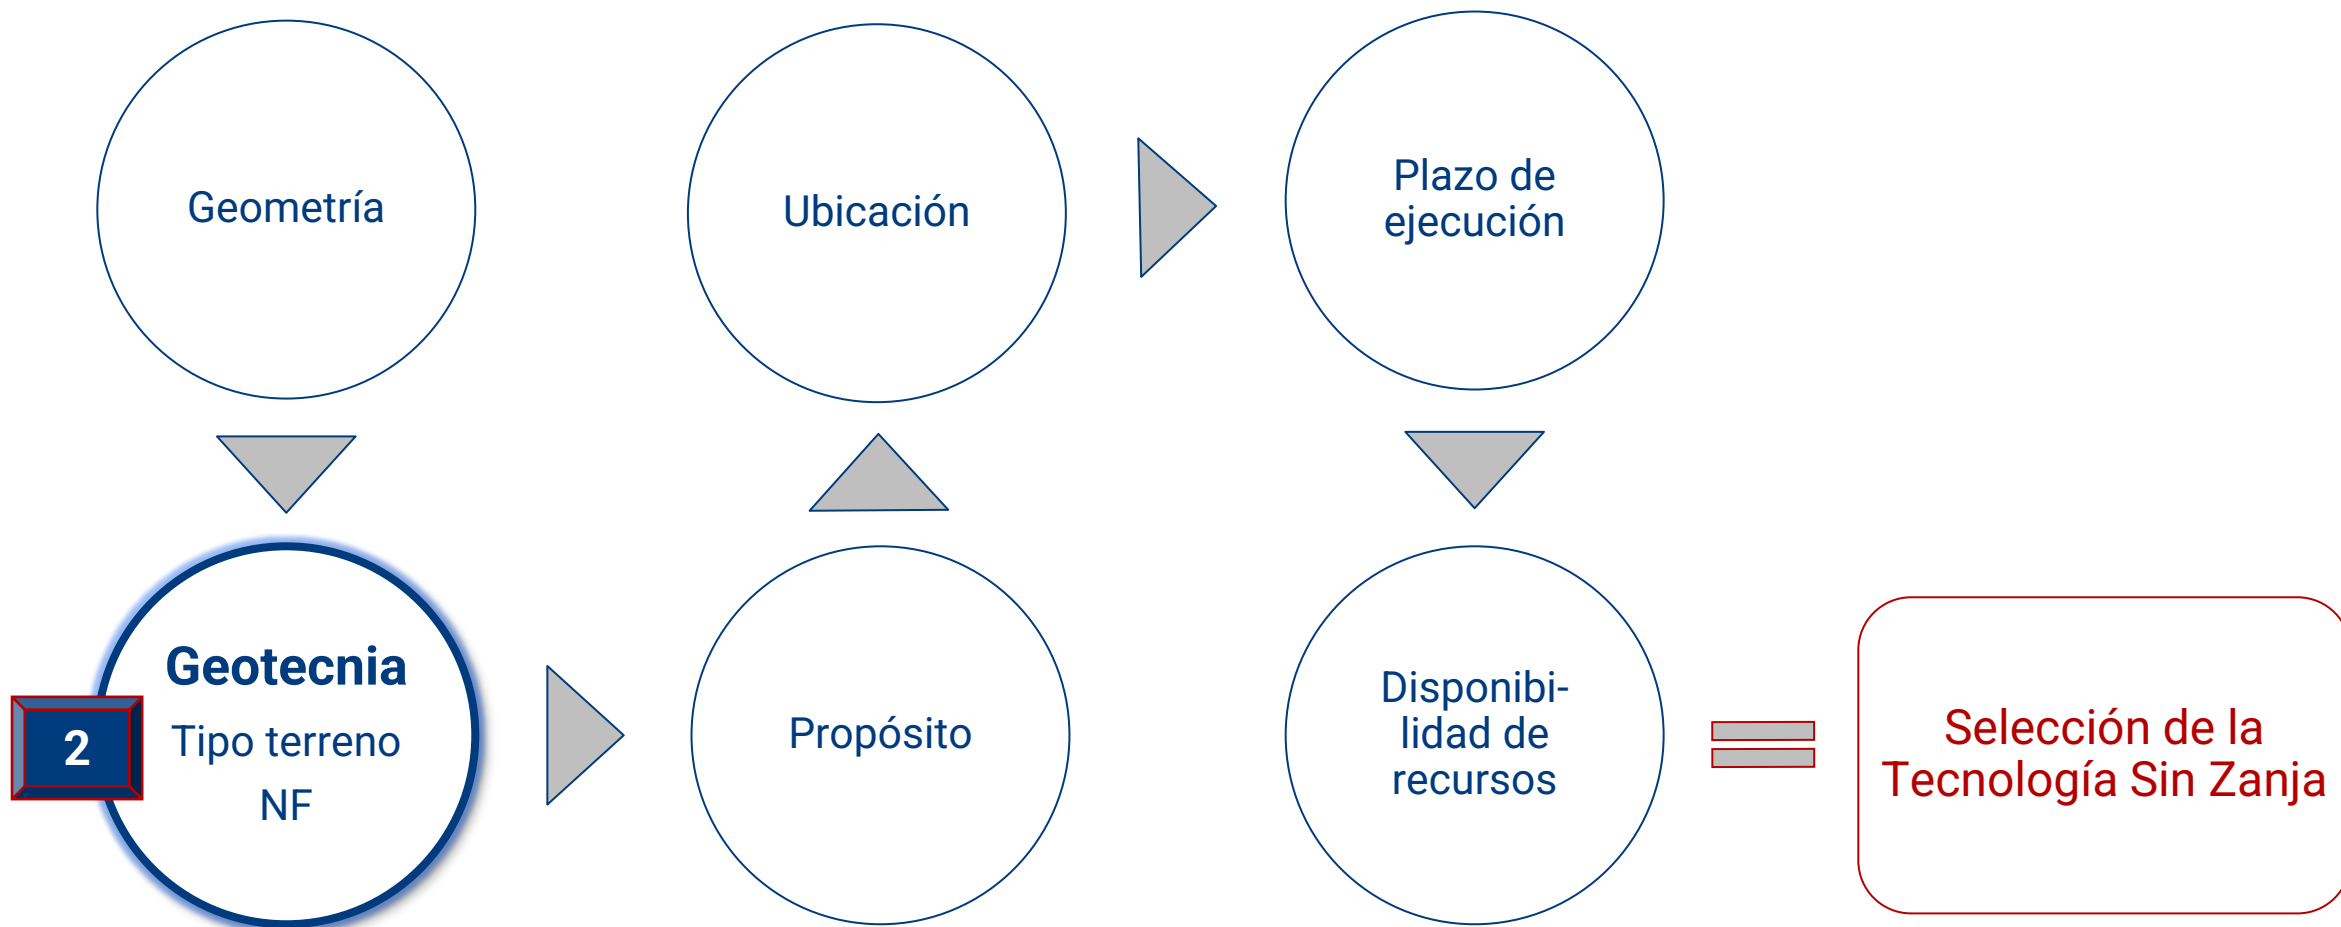 Geometría
Geotecnia
2
Tipo terreno
NF
Propósito
Ubicación
Plazo de
ejecución
Disponibi-
lidad de
recursos
Selección de la
Tecnología Sin Zanja